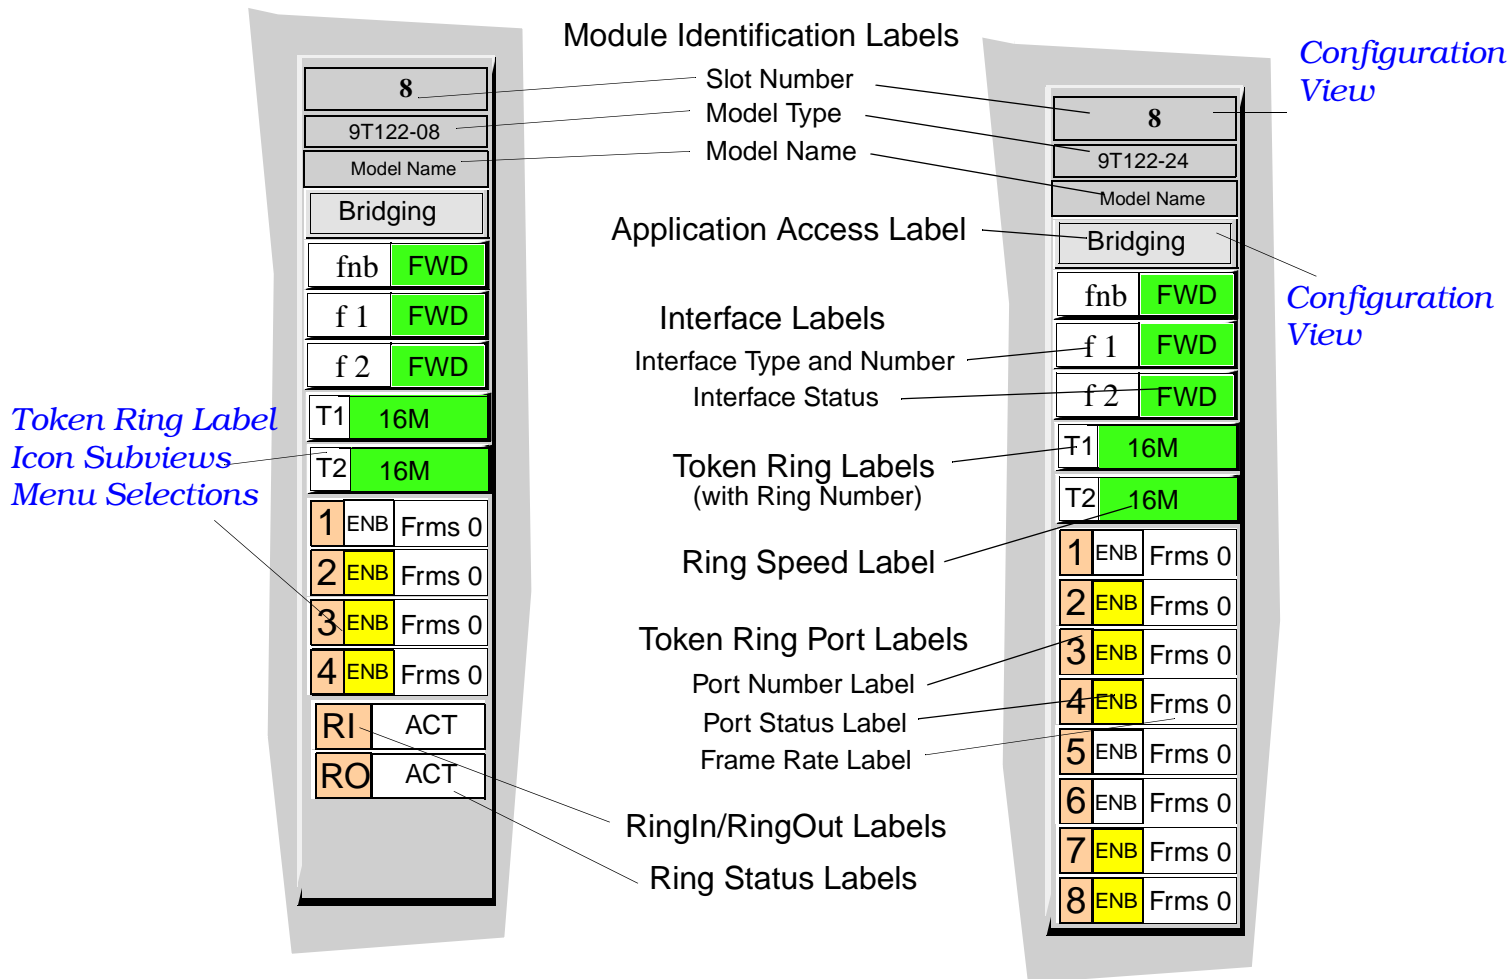 Module Identification Labels
Slot Number
Model Type
Model Name
Application Access Label
Interface Labels
Interface Type and Number
Interface Status
Token Ring Labels
(with Ring Number)
Ring Speed Label
Token Ring Port Labels
Port Number Label
Port Status Label
Frame Rate Label
RingIn/RingOut Labels
Ring Status Labels
Token Ring Label
Icon Subviews
Menu Selections
8
9T122-08
Model Name
Bridging
fnb FWD
f 1 FWD
f 2 FWD
T1 16M
T2 16M
1 ENB Frms 0
2 ENB Frms 0
3 ENB Frms 0
4 ENB Frms 0
RI ACT
RO ACT
8
9T122-24
Model Name
Bridging
fnb FWD
f 1 FWD
f 2 FWD
T1 16M
T2 16M
1 ENB Frms 0
2 ENB Frms 0
3 ENB Frms 0
4 ENB Frms 0
5 ENB Frms 0
6 ENB Frms 0
7 ENB Frms 0
8 ENB Frms 0
Configuration
View
Configuration
View